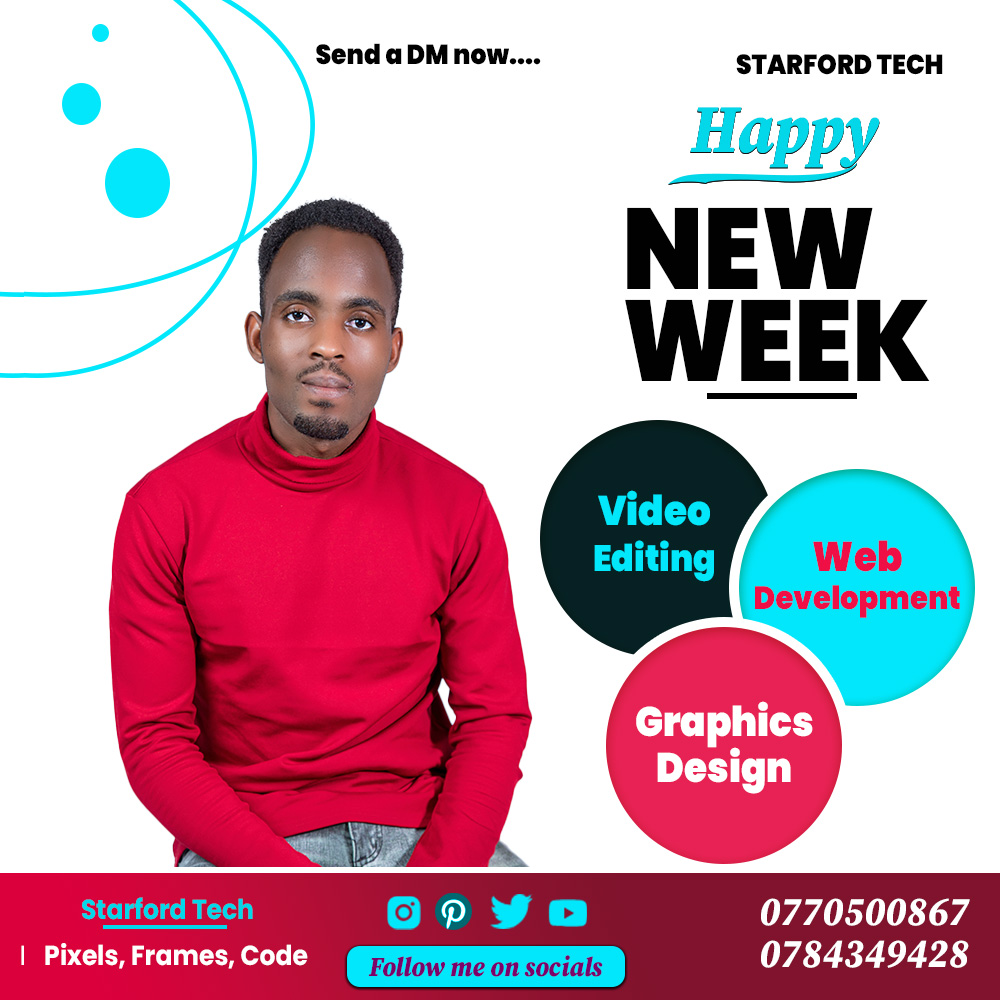 Send a DM now....
STARFORD TECH
Happy
NEW
WEEK
Video
Editing
Web
Development
Graphics
Design
Starford Tech
| Pixels, Frames, Code
Follow me on socials
0770500867
0784349428